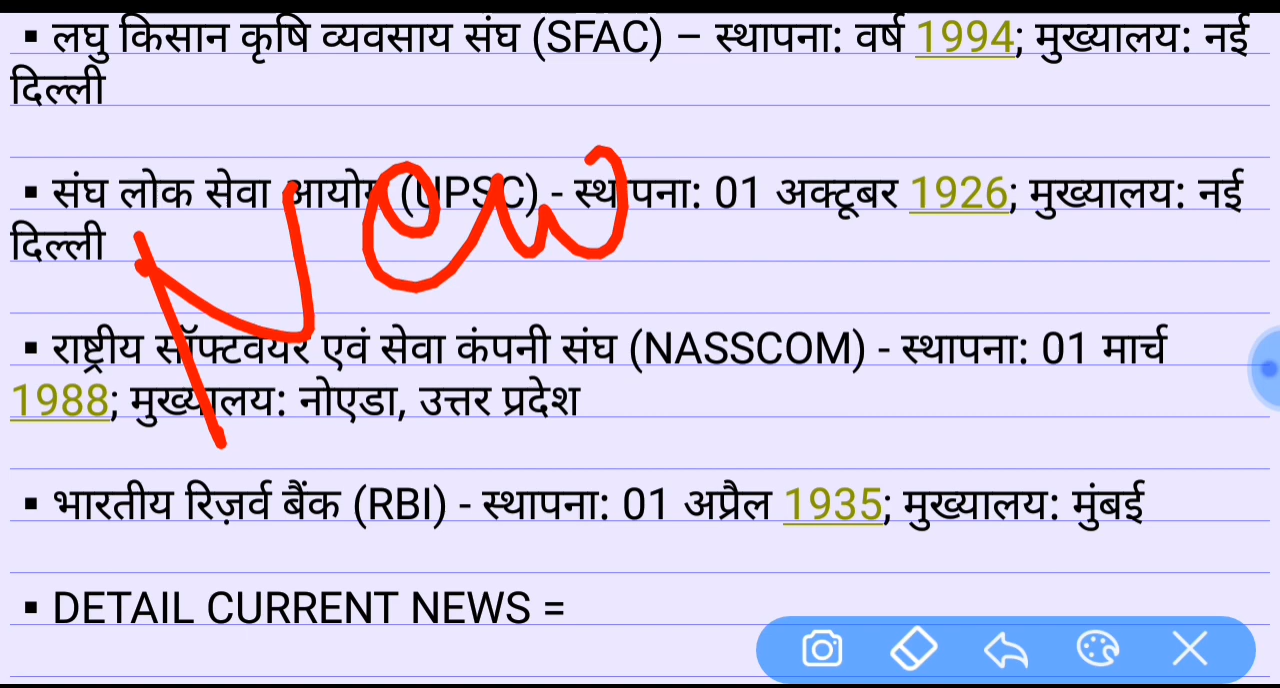 ▪ लघु किसान कृषि व्यवसाय संघ (SFAC) – स्थापना: वर्ष 1994; मुख्यालय: नई
दिल्ली
▪ संघ लोक सेवा आयोग (UPSC) - स्थापना: 01 अक्टूबर 1926; मुख्यालय: नई
दिल्ली
New
▪ राष्ट्रीय सॉफ्टवेयर एवं सेवा कंपनी संघ (NASSCOM) - स्थापना: 01 मार्च
1988; मुख्यालय: नोएडा, उत्तर प्रदेश
▪ भारतीय रिज़र्व बैंक (RBI) - स्थापना: 01 अप्रैल 1935; मुख्यालय: मुंबई
▪ DETAIL CURRENT NEWS =